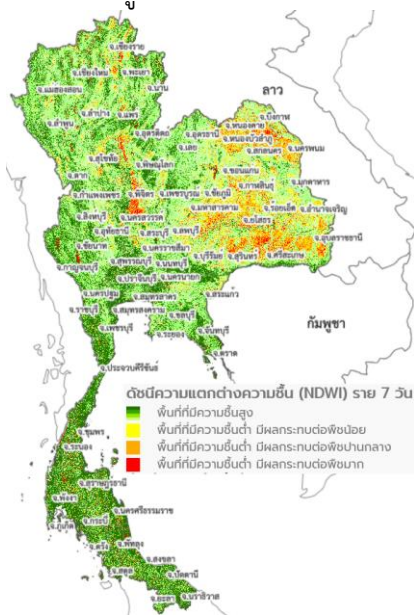 จ.เชียงราย
จ.เชียงใหม่ จ.พะเยา
จ.แม่ฮ่องสอน จ.น่าน
จ.ลำปาง จ.แพร่
จ.ลำพูน
ลาว
จ.อุตรดิตถ์ จ.อุดรธานี จ.หนองคาย จ.บึงกาฬ
จ.เลย จ.หนองบัวลำภู จ.นครพนม
จ.สุโขทัย จ.สกลนคร
จ.พิษณุโลก จ.ขอนแก่น
จ.ตาก จ.กาฬสินธุ์ จ.มุกดาหาร
จ.กำแพงเพชร จ.พิจิตร จ.เพชรบูรณ์ จ.ชัยภูมิ
จ.มหาสารคาม จ.ร้อยเอ็ด จ.อำนาจเจริญ
จ.สิงห์บุรี จ.นครสวรรค์ จ.ยโสธร
จ.อุทัยธานี จ.สระบุรี จ.ลพบุรี จ.อุบลราชธานี
จ.ชัยนาท จ.นครราชสีมา จ.บุรีรัมย์ จ.สุรินทร์ จ.ศรีสะเกษ
จ.กาญจนบุรี จ.สุพรรณบุรี จ.นนทบุรี
จ.ปราจีนบุรี จ.นครนายก
จ.นครปฐม จ.สมุทรสาคร จ.สระแก้ว
จ.ราชบุรี จ.สมุทรสงคราม จ.ชลบุรี
กัมพูชา
จ.เพชรบุรี จ.ระยอง จ.จันทบุรี
จ.ตราด
จ.ประจวบคีรีขันธ์
ดัชนีความแตกต่างความชื้น (NDWI) ราย 7 วัน
พื้นที่ที่มีความชื้นสูง
พื้นที่ที่มีความชื้นต่ำ มีผลกระทบต่อพืชน้อย
พื้นที่ที่มีความชื้นต่ำ มีผลกระทบต่อพืชปานกลาง
พื้นที่ที่มีความชื้นต่ำ มีผลกระทบต่อพืชมาก
จ.ชุมพร
จ.ระนอง
จ.สุราษฎร์ธานี
จ.พังงา
จ.นครศรีธรรมราช
จ.ภูเก็ต จ.กระบี่
จ.ตรัง จ.พัทลุง
จ.สงขลา
จ.สตูล จ.ปัตตานี
จ.ยะลา จ.นราธิวาส